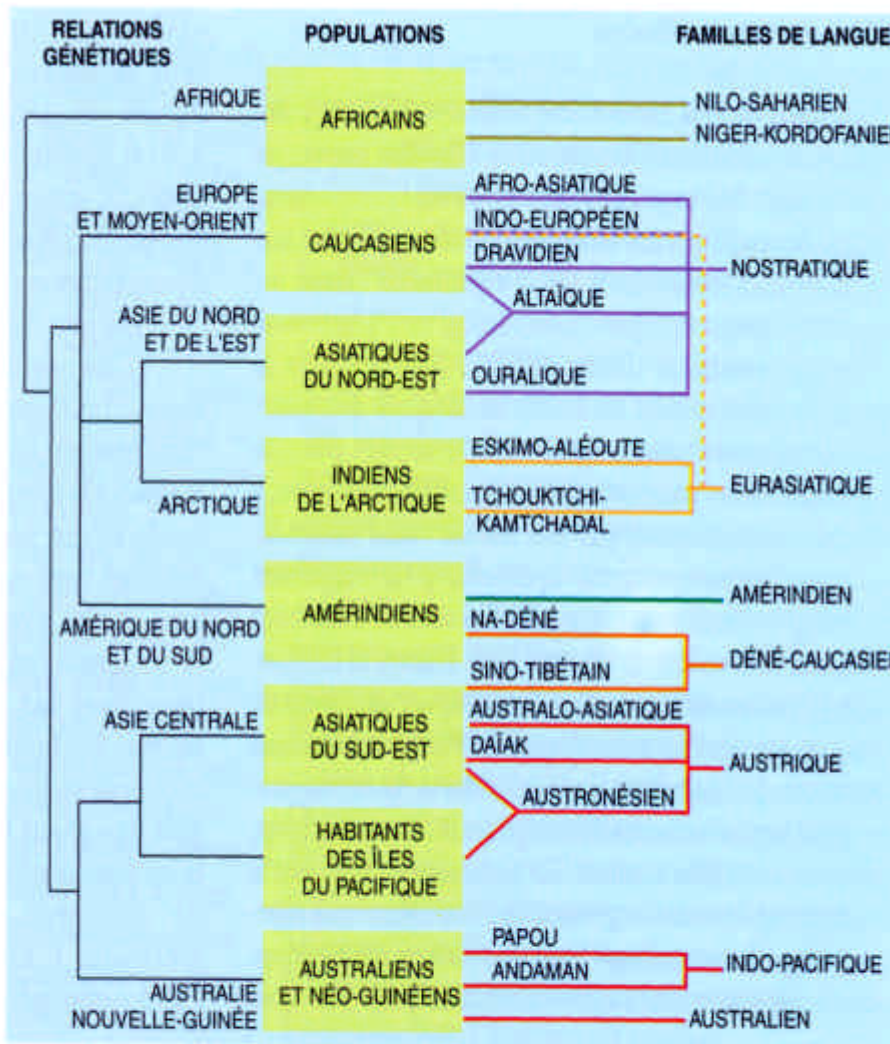 RELATIONS
GÉNÉTIQUES
POPULATIONS
FAMILLES DE LANGUE
AFRIQUE
AFRICAINS
NILO-SAHARIEN
NIGER-KORDOFANIE
EUROPE
ET MOYEN-ORIENT
CAUCASIENS
AFRO-ASIATIQUE
INDO-EUROPÉEN
DRAVIDIEN
NOSTRATIQUE
ALTAÏQUE
ASIE DU NORD
ET DE L'EST
ASIATIQUES
DU NORD-EST
OURALIQUE
ARCTIQUE
INDIENS
DE L'ARCTIQUE
ESKIMO-ALÉOUTE
TCHOUKTCHI-
KAMTCHADAL
EURASIATIQUE
AMÉRIQUE DU NORD
ET DU SUD
AMÉRINDIENS
AMÉRINDIEN
NA-DÉNÉ
SINO-TIBÉTAIN
DÉNÉ-CAUCASIE
ASIE CENTRALE
ASIATIQUES
DU SUD-EST
AUSTRALO-ASIATIQUE
DAÏAK
AUSTRONÉSIEN
AUSTRIQUE
HABITANTS
DES ÎLES
DU PACIFIQUE
AUSTRALIE
NOUVELLE-GUINÉE
AUSTRALIENS
ET NÉO-GUINÉENS
PAPOU
ANDAMAN
INDO-PACIFIQUE
AUSTRALIEN